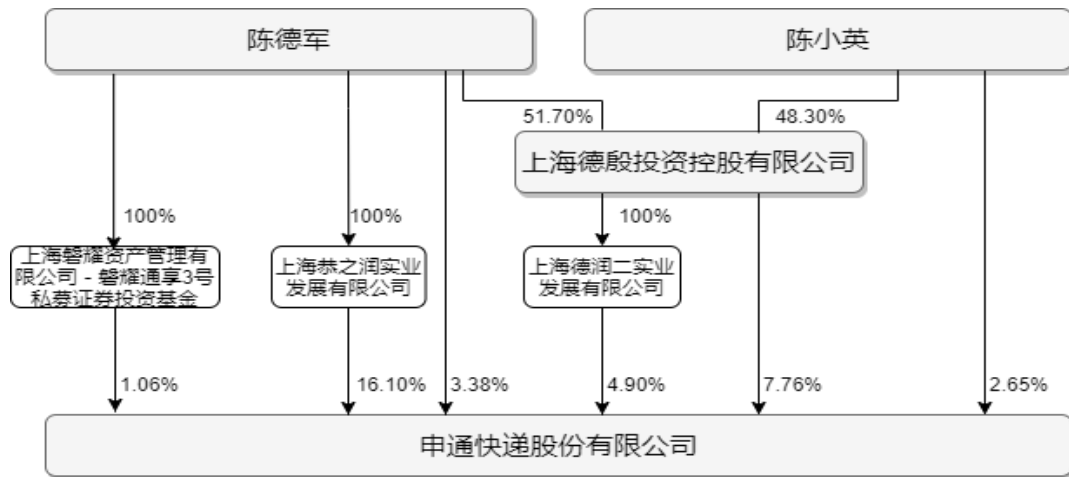 陈德军
陈小英
51.70%
48.30%
上海德殷投资控股有限公司
100%
100%
100%
上海磐耀资产管理有
限公司－磐耀通享3号
私募证券投资基金
上海恭之润实业
发展有限公司
上海德润二实业
发展有限公司
1.06%
16.10%
3.38%
4.90%
7.76%
2.65%
申通快递股份有限公司